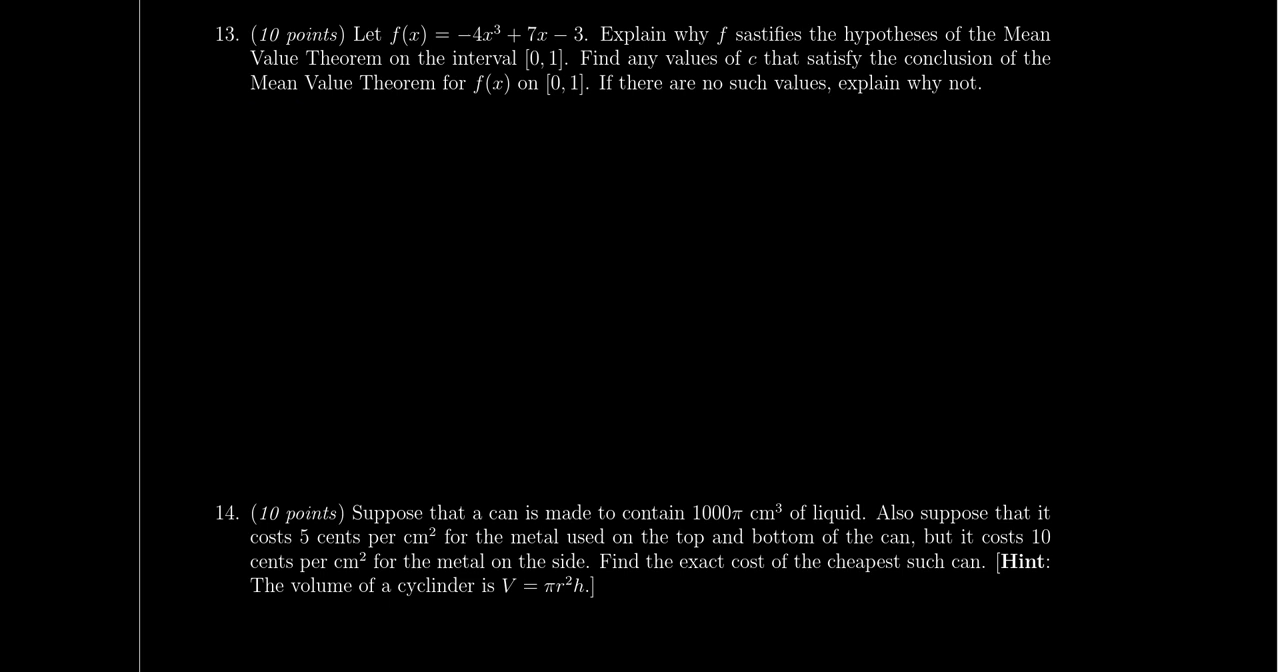 13. (10 points) Let f(x) = −4x³ + 7x − 3. Explain why f sastifies the hypotheses of the Mean
Value Theorem on the interval [0, 1]. Find any values of c that satisfy the conclusion of the
Mean Value Theorem for f(x) on [0, 1]. If there are no such values, explain why not.
14. (10 points) Suppose that a can is made to contain 1000π cm³ of liquid. Also suppose that it
costs 5 cents per cm² for the metal used on the top and bottom of the can, but it costs 10
cents per cm² for the metal on the side. Find the exact cost of the cheapest such can. [Hint:
The volume of a cyclinder is V = πr²h.]